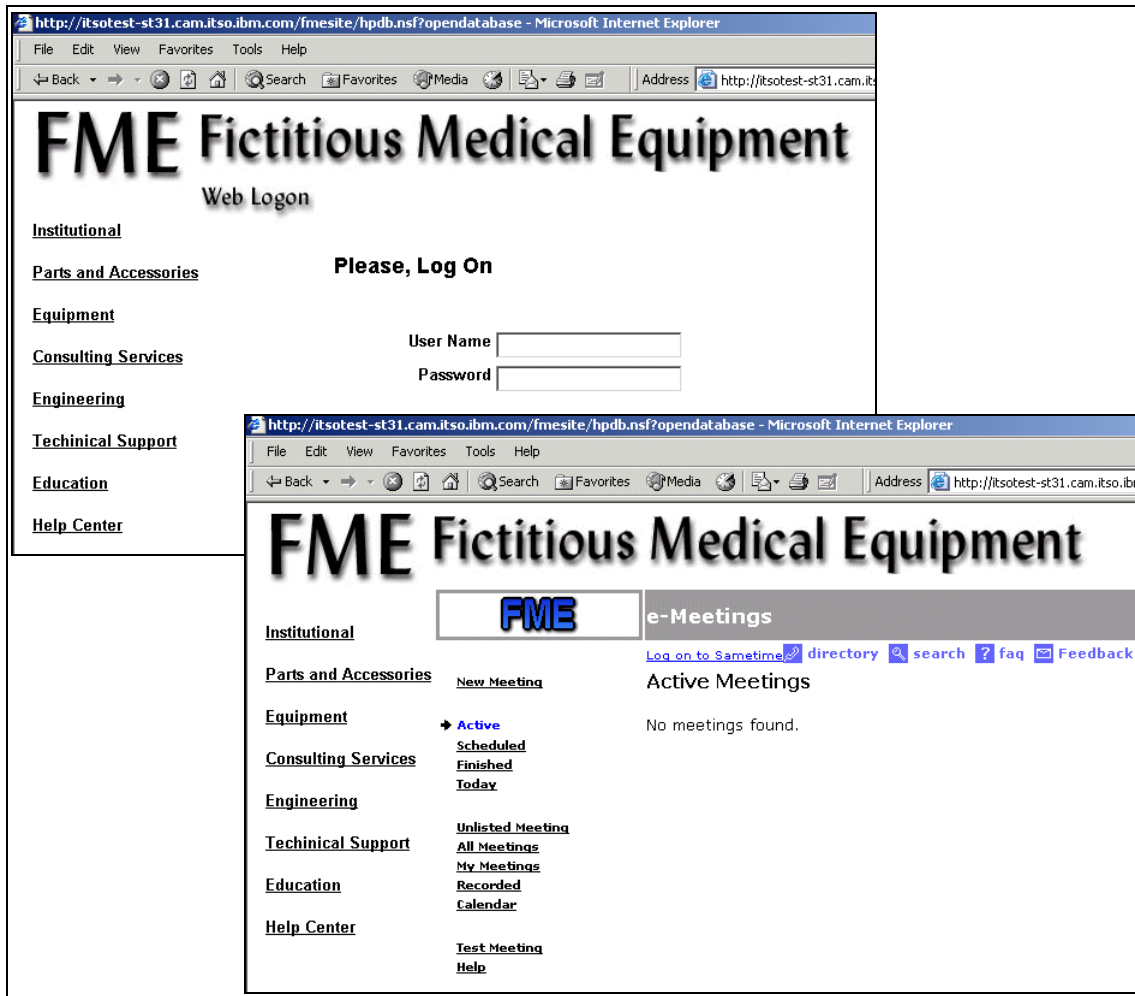 http://itsotest-st31.cam.itso.ibm.com/fmesite/hpdb.nsf?opendatabase - Microsoft Internet Explorer
File Edit View Favorites Tools Help
Back Search Favorites Media Address http://itsotest-st31.cam.its
FME Fictitious Medical Equipment
Web Logon
Institutional
Parts and Accessories
Equipment
Consulting Services
Engineering
Techinical Support
Education
Help Center
Please, Log On
User Name
Password
http://itsotest-st31.cam.itso.ibm.com/fmesite/hpdb.nsf?opendatabase - Microsoft Internet Explorer
File Edit View Favorites Tools Help
Back Search Favorites Media Address http://itsotest-st31.cam.itso.ibm
FME Fictitious Medical Equipment
Institutional
Parts and Accessories
Equipment
Consulting Services
Engineering
Techinical Support
Education
Help Center
FME
New Meeting
Active
Scheduled
Finished
Today
Unlisted Meeting
All Meetings
My Meetings
Recorded
Calendar
Test Meeting
Help
e-Meetings
Log on to Sametime directory search ? faq Feedback
Active Meetings
No meetings found.